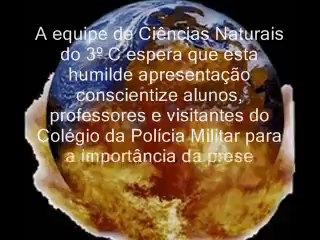 A equipe de Ciências Naturais
do 3º C espera que esta
humilde apresentação
conscientize alunos,
professores e visitantes do
Colégio da Polícia Militar para
a importância da prese